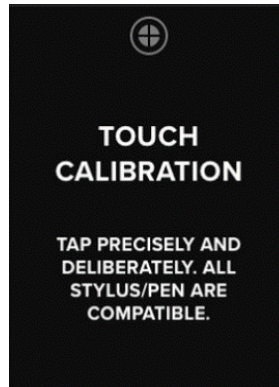 TOUCH
CALIBRATION
TAP PRECISELY AND
DELIBERATELY. ALL
STYLUS/PEN ARE
COMPATIBLE.